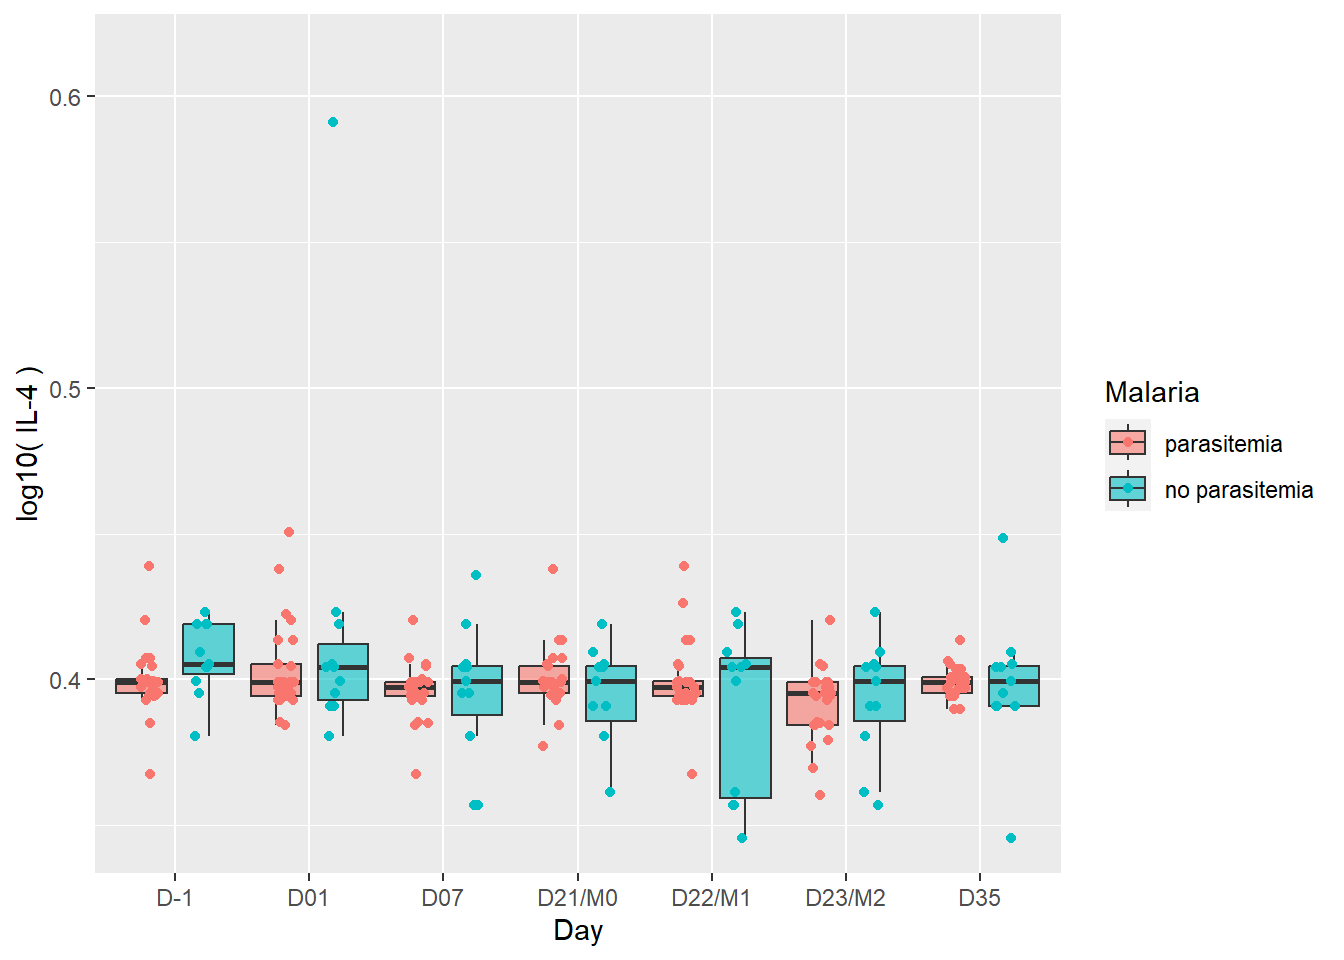 0.6
0.5
0.4
log10( IL-4 )
D-1 D01 D07 D21/M0 D22/M1 D23/M2 D35
Day
Malaria
parasitemia
no parasitemia